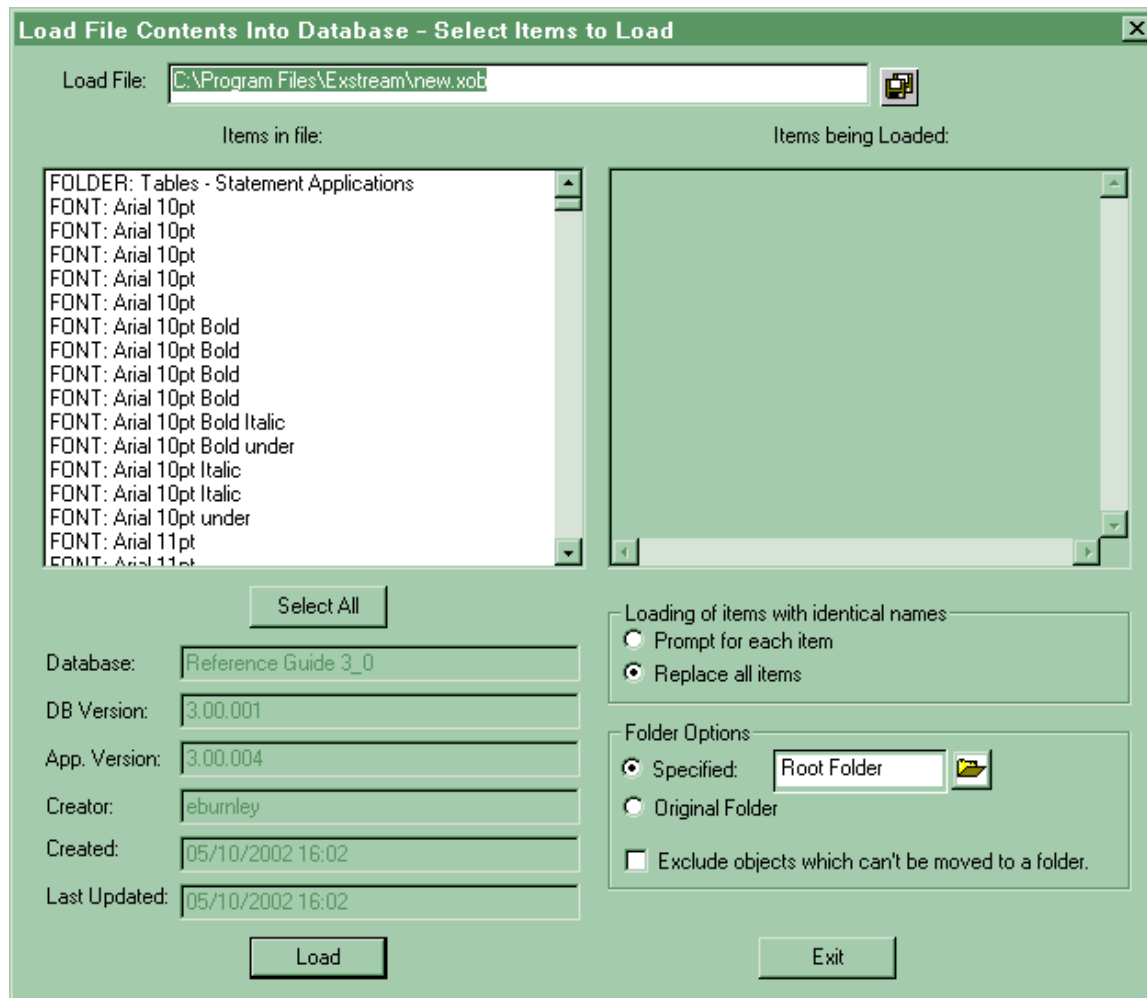 Load File Contents Into Database - Select Items to Load
Load File: C:\Program Files\Exstream\new.xob
Items in file:
Items being Loaded:
FOLDER: Tables - Statement Applications
FONT: Arial 10pt
FONT: Arial 10pt
FONT: Arial 10pt
FONT: Arial 10pt
FONT: Arial 10pt
FONT: Arial 10pt Bold
FONT: Arial 10pt Bold
FONT: Arial 10pt Bold
FONT: Arial 10pt Bold
FONT: Arial 10pt Bold Italic
FONT: Arial 10pt Bold under
FONT: Arial 10pt Italic
FONT: Arial 10pt Italic
FONT: Arial 10pt under
FONT: Arial 11pt
FONT: Arial 11pt
Select All
Database: Reference Guide 3_0
DB Version: 3.00.001
App. Version: 3.00.004
Creator: eburnley
Created: 05/10/2002 16:02
Last Updated: 05/10/2002 16:02
Loading of items with identical names
Prompt for each item
Replace all items
Folder Options
Specified: Root Folder
Original Folder
Exclude objects which can't be moved to a folder.
Load
Exit